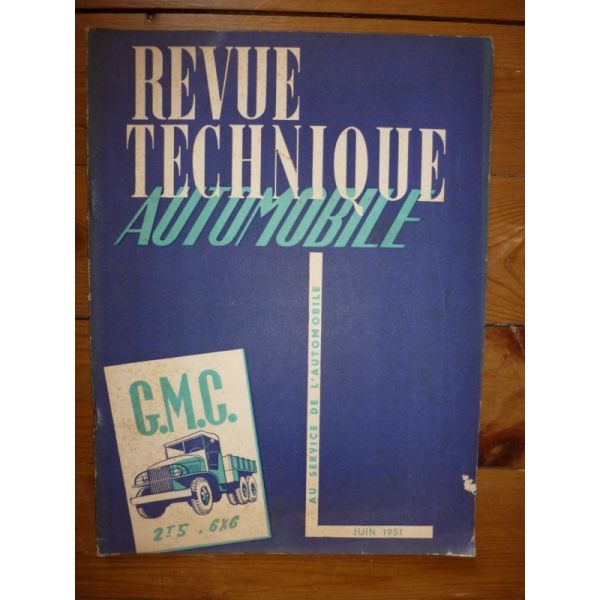 REVUE
TECHNIQUE
AUTOMOBILE
AU SERVICE DE L'AUTOMOBILE
G.M.C.
2T5 . 6X6
JUIN 1951